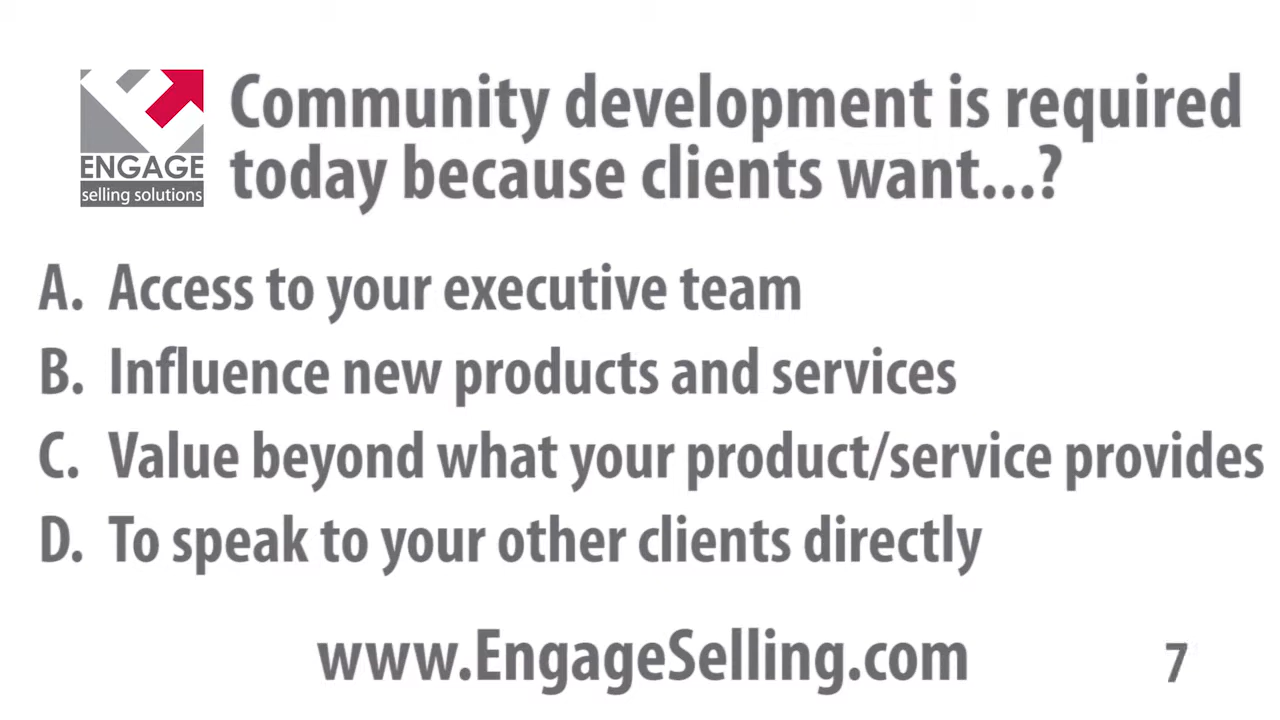 ENGAGE
selling solutions
Community development is required
today because clients want...?
A. Access to your executive team
B. Influence new products and services
C. Value beyond what your product/service provides
D. To speak to your other clients directly
www.EngageSelling.com
7